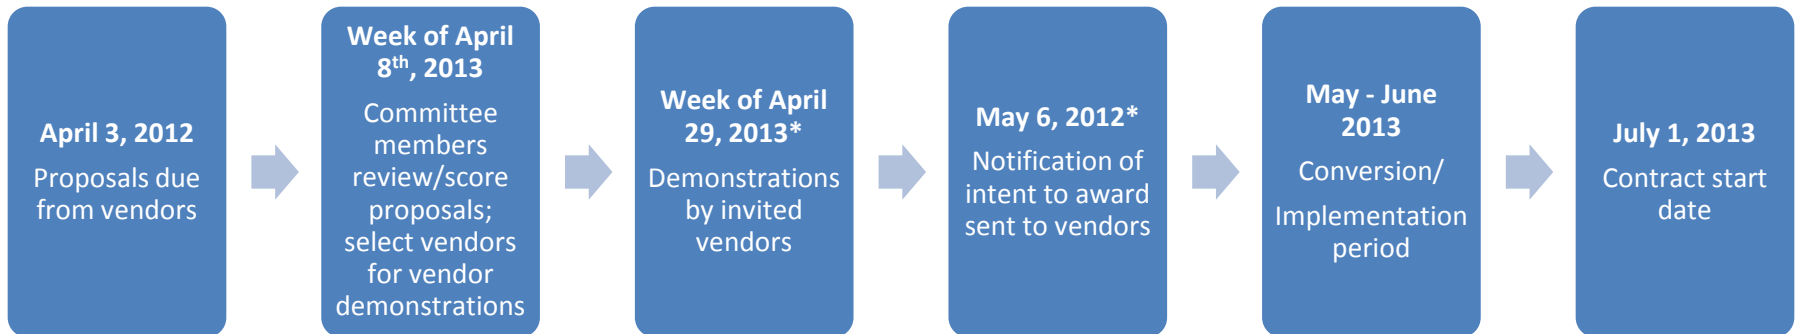 April 3, 2012
Proposals due
from vendors
Week of April
8th, 2013
Committee
members
review/score
proposals;
select vendors
for vendor
demonstrations
Week of April
29, 2013*
Demonstrations
by invited
vendors
May 6, 2012*
Notification of
intent to award
sent to vendors
May - June
2013
Conversion/
Implementation
period
July 1, 2013
Contract start
date